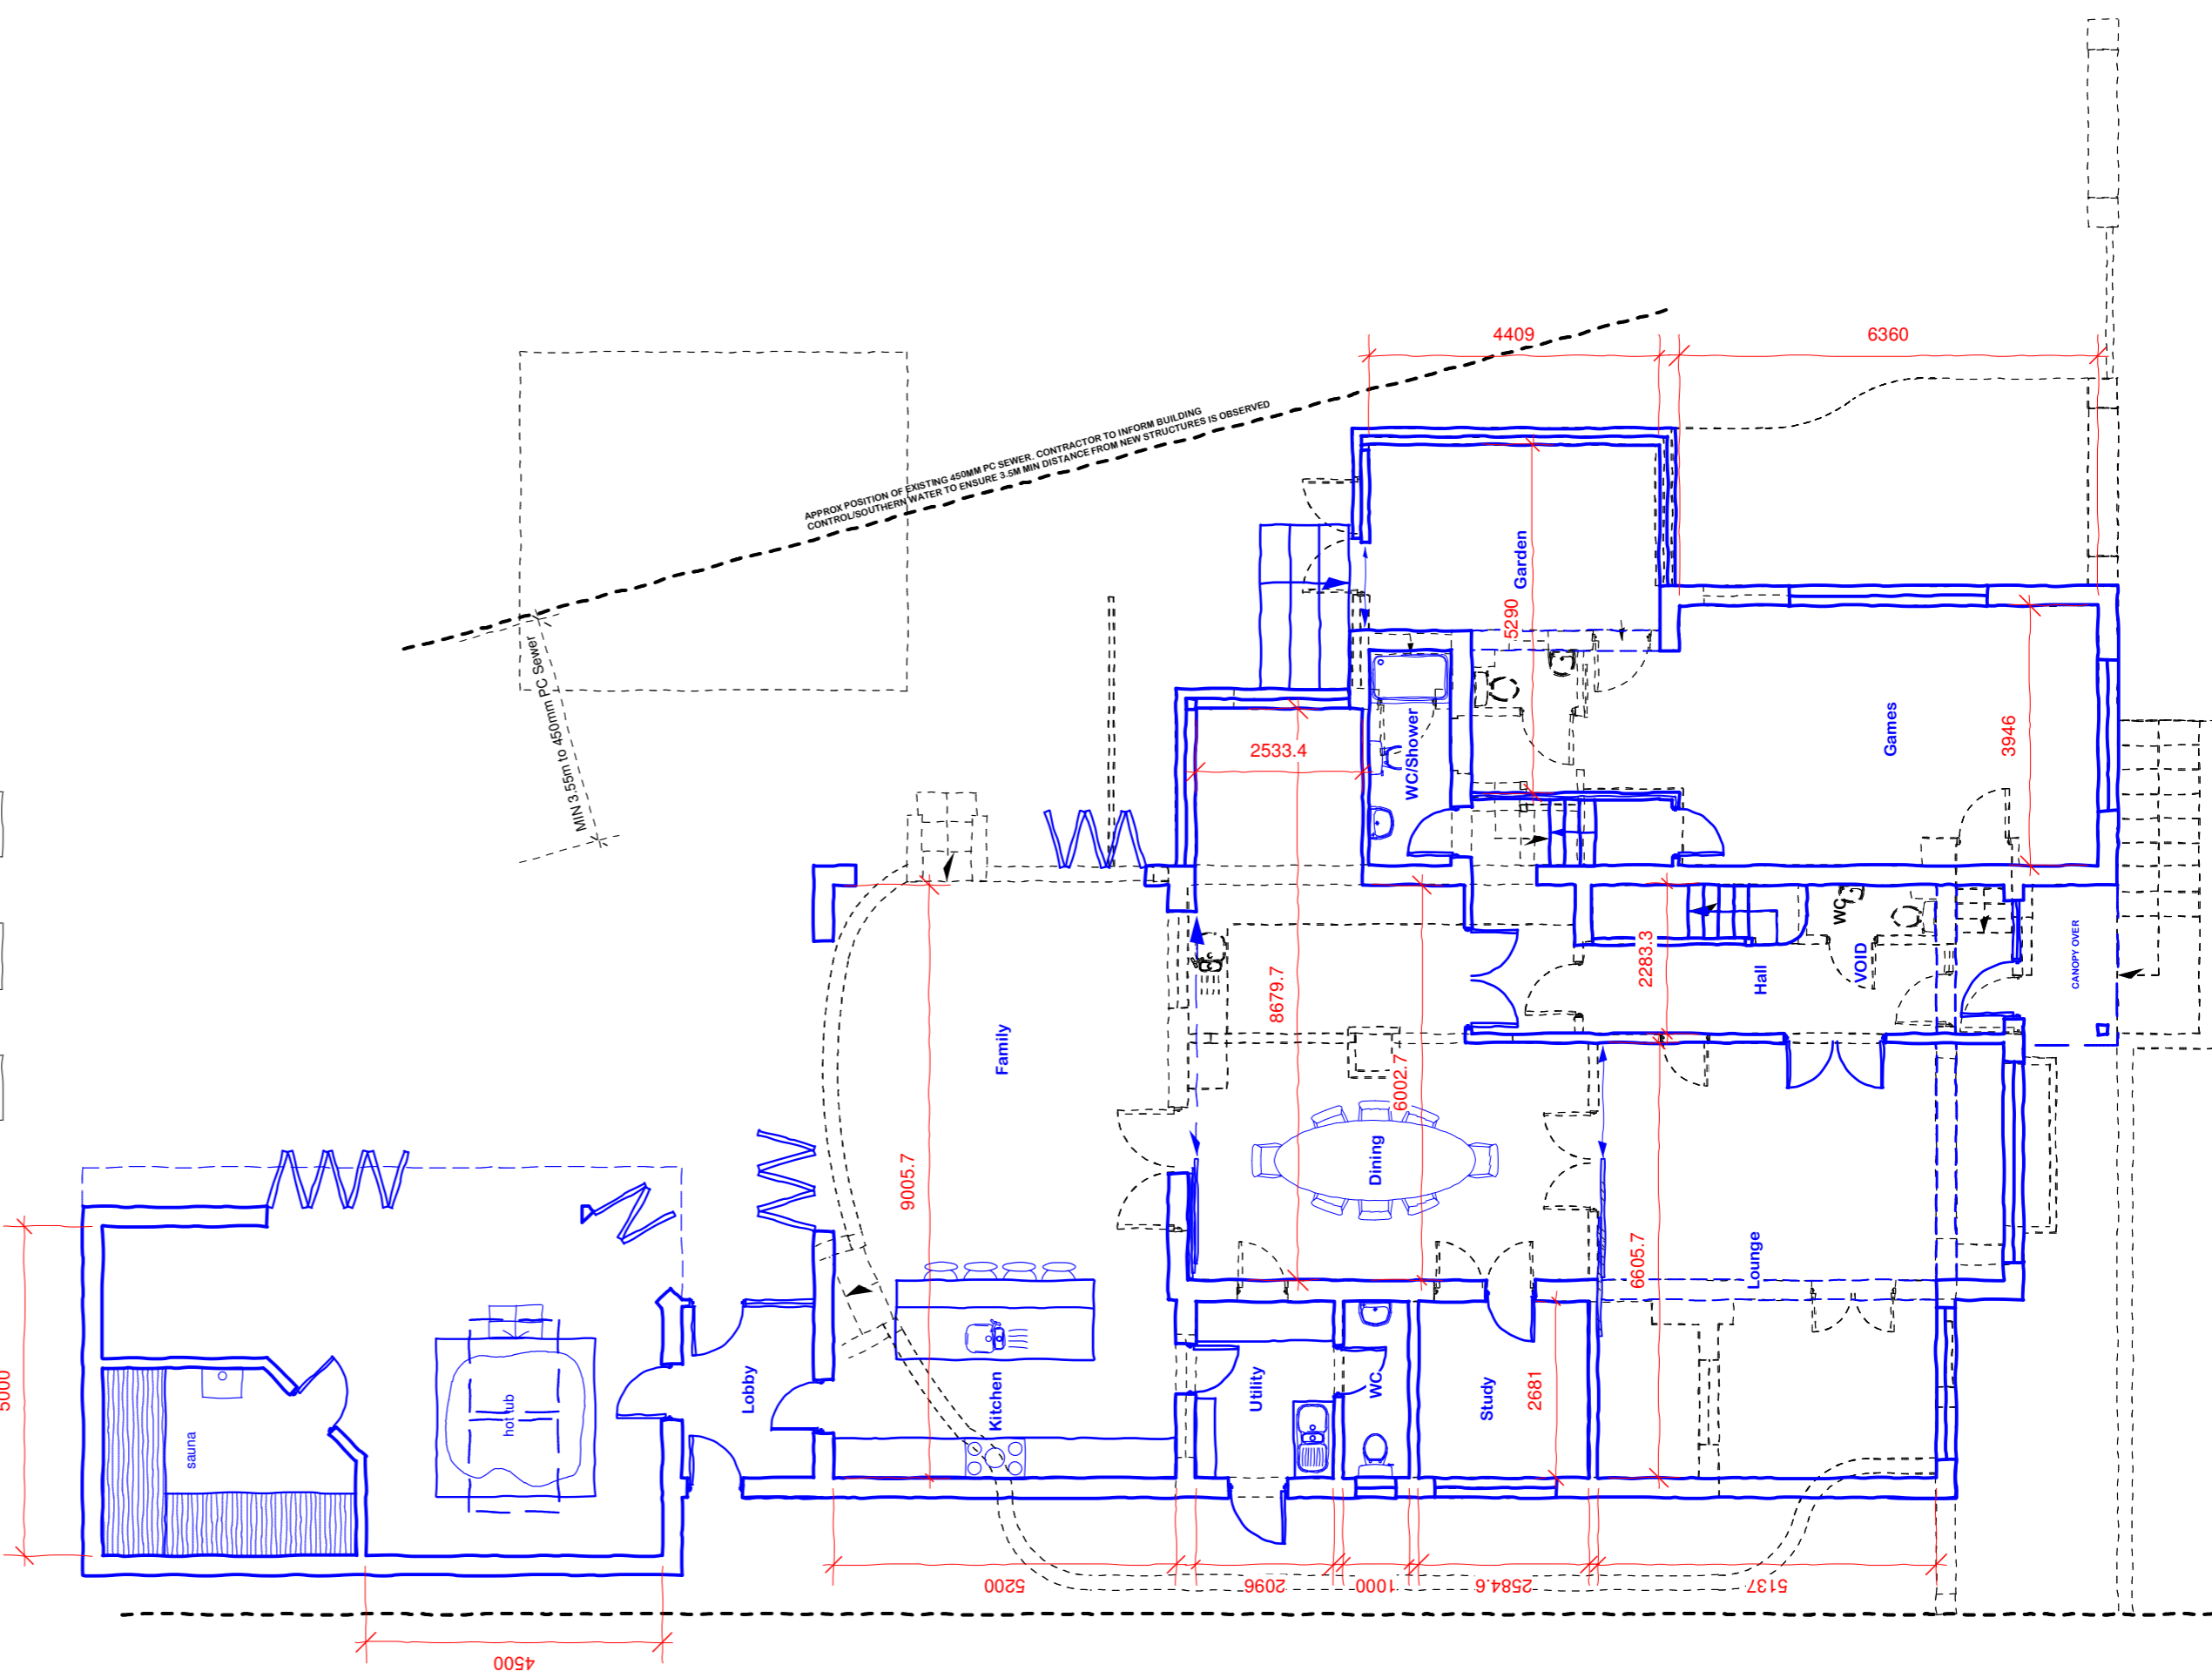 4409
6360
APPROX POSITION OF EXISTING 450MM PC SEWER. CONTRACTOR TO INFORM BUILDING
CONTROL/SOUTHERN WATER TO ENSURE 3.5M MIN DISTANCE FROM NEW STRUCTURES IS OBSERVED
MIN 3.55m to 450mm PC Sewer
Garden
5290
WC/Shower
Games
3946
2533.4
8679.7
6002.7
2283.3
Hall
WC
VOID
CANOPY OVER
Family
9005.7
Dining
6605.7
Lounge
Kitchen
Lobby
Utility
WC
Study
2681
sauna
hot tub
5000
5200
2096
1000
2584.6
5137
4500